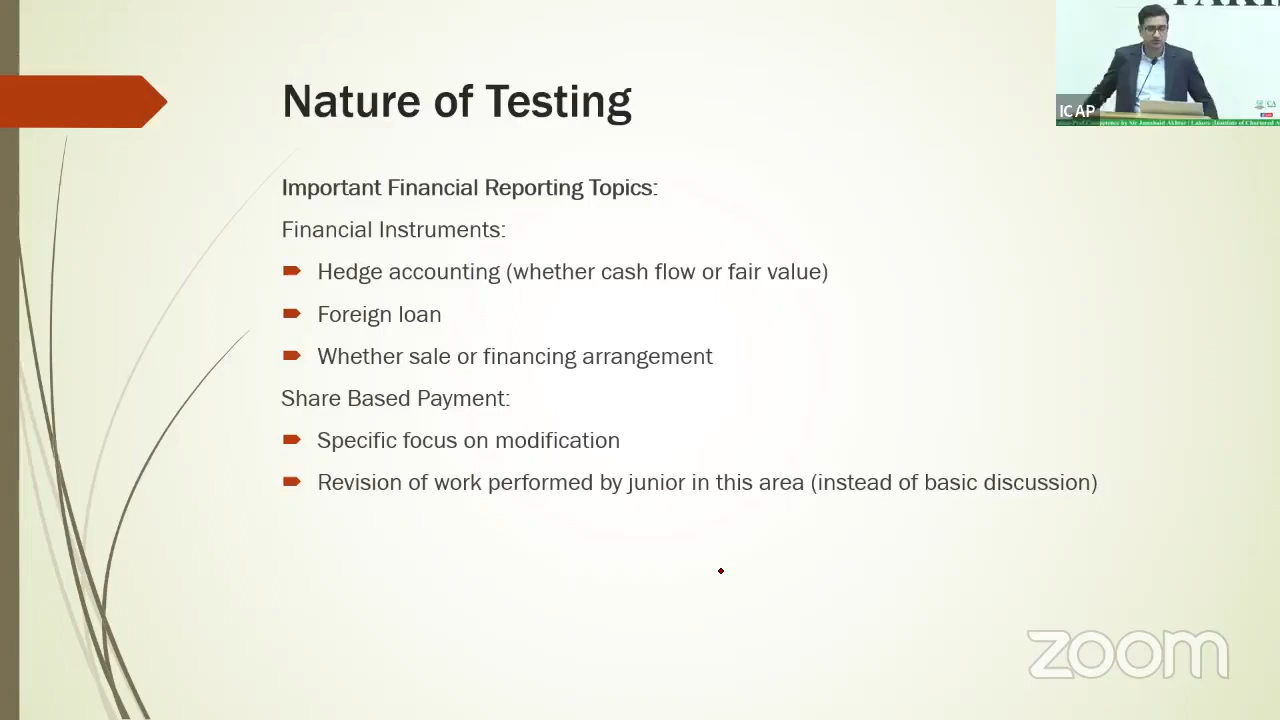 Nature of Testing
ICAP
Important Financial Reporting Topics:
Financial Instruments:
Hedge accounting (whether cash flow or fair value)
Foreign loan
Whether sale or financing arrangement
Share Based Payment:
Specific focus on modification
Revision of work performed by junior in this area (instead of basic discussion)
zoom